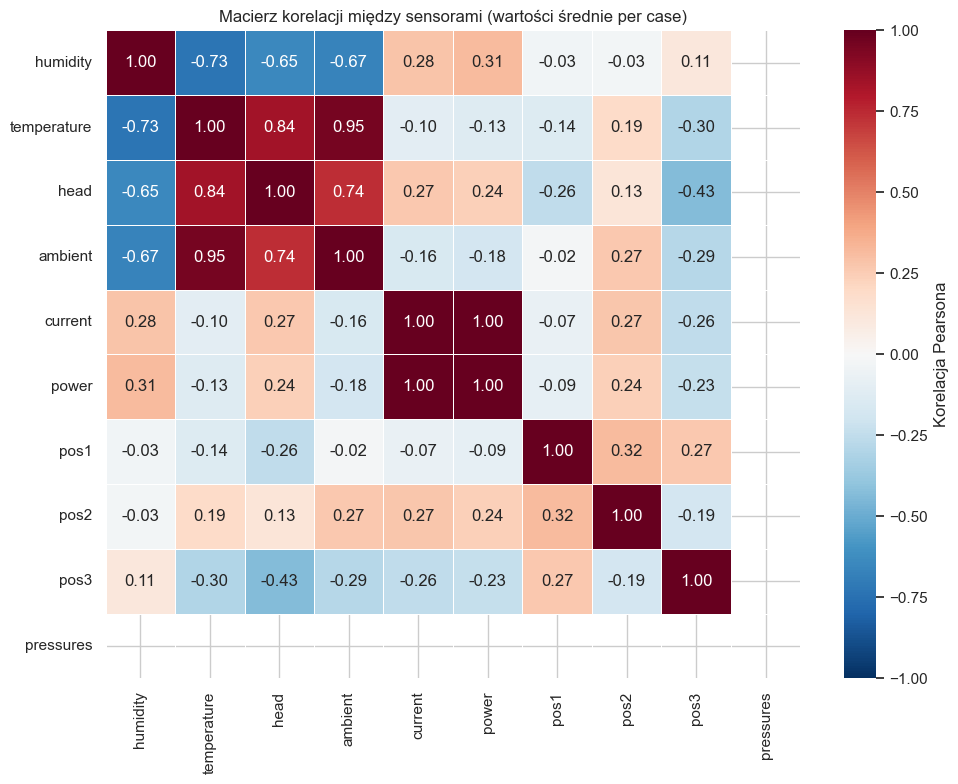 Macierz korelacji między sensorami (wartości średnie per case)
humidity 1.00 -0.73 -0.65 -0.67 0.28 0.31 -0.03 -0.03 0.11
temperature -0.73 1.00 0.84 0.95 -0.10 -0.13 -0.14 0.19 -0.30
head -0.65 0.84 1.00 0.74 0.27 0.24 -0.26 0.13 -0.43
ambient -0.67 0.95 0.74 1.00 -0.16 -0.18 -0.02 0.27 -0.29
current 0.28 -0.10 0.27 -0.16 1.00 1.00 -0.07 0.27 -0.26
power 0.31 -0.13 0.24 -0.18 1.00 1.00 -0.09 0.24 -0.23
pos1 -0.03 -0.14 -0.26 -0.02 -0.07 -0.09 1.00 0.32 0.27
pos2 -0.03 0.19 0.13 0.27 0.27 0.24 0.32 1.00 -0.19
pos3 0.11 -0.30 -0.43 -0.29 -0.26 -0.23 0.27 -0.19 1.00
pressures
humidity
temperature
head
ambient
current
power
pos1
pos2
pos3
pressures
1.00
0.75
0.50
0.25
0.00
−0.25
−0.50
−0.75
−1.00
Korelacja Pearsona